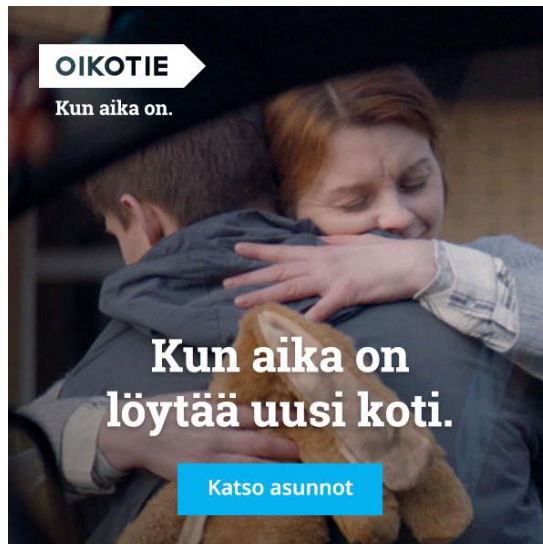 OIKOTIE
Kun aika on.
Kun aika on
löytää uusi koti.
Katso asunnot